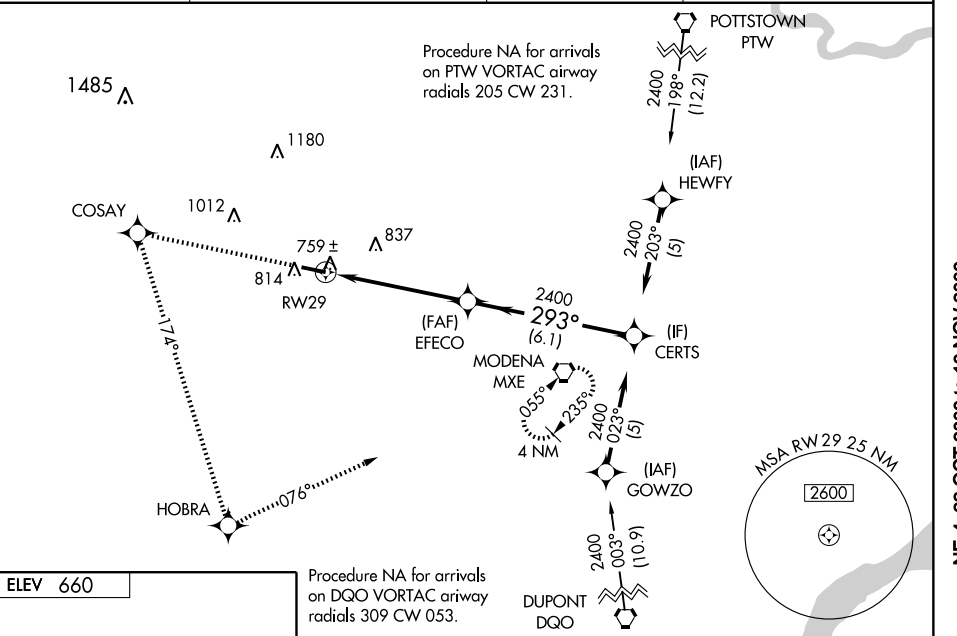 POTTSTOWN
PTW
Procedure NA for arrivals
on PTW VORTAC airway
radials 205 CW 231.
2400
198°
(12.2)
1485
1180
(IAF)
HEWFY
1012
COSAY
837
2400
203°
(5)
759 ±
814
RW29
2400
293°
(6.1)
(FAF)
EFECO
(IF)
CERTS
174°
MODENA
MXE
055°
235°
4 NM
2400
023°
(5)
(IAF)
GOWZO
MSA RW29 25 NM
2600
HOBRA
076°
2400
003°
(10.9)
ELEV 660
Procedure NA for arrivals
on DQO VORTAC ariway
radials 309 CW 053.
DUPONT
DQO